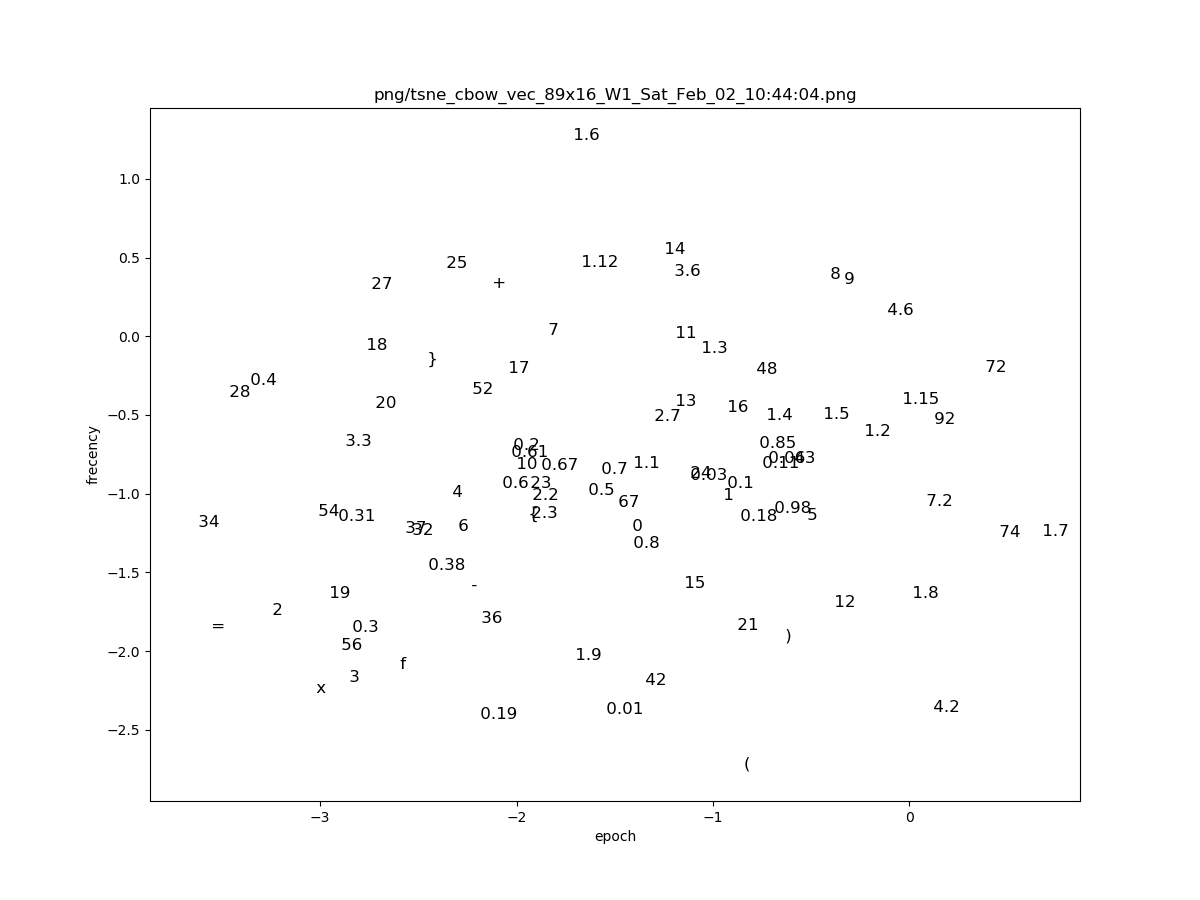 png/tsne_cbow_vec_89x16_W1_Sat_Feb_02_10:44:04.png
1.6
1.0
14
0.5 25 1.12
3.6
8 9
27 +
4.6
7
0.0 11
18 1.3
}
17 48 72
0.4
28 52
20 13 16 1.15
−0.5 2.7 1.4 1.5 92
1.2
3.3 0.2 0.85
0.61
10 0.67 0.7 1.1 0.11 63
24 0.03
4 0.6 23 0.5 0.1
−1.0 2.2 67 1 7.2
54 0.31 2.3 { 0.18 0.98 5
34 37 32 6 0 74 1.7
0.8
0.38
−1.5 - 15
19 12 1.8
2
= 0.3 36 21
56 )
−2.0 f 1.9
3 42
x
0.19 0.01 4.2
−2.5
(
−3 −2 −1 0
epoch
frecency